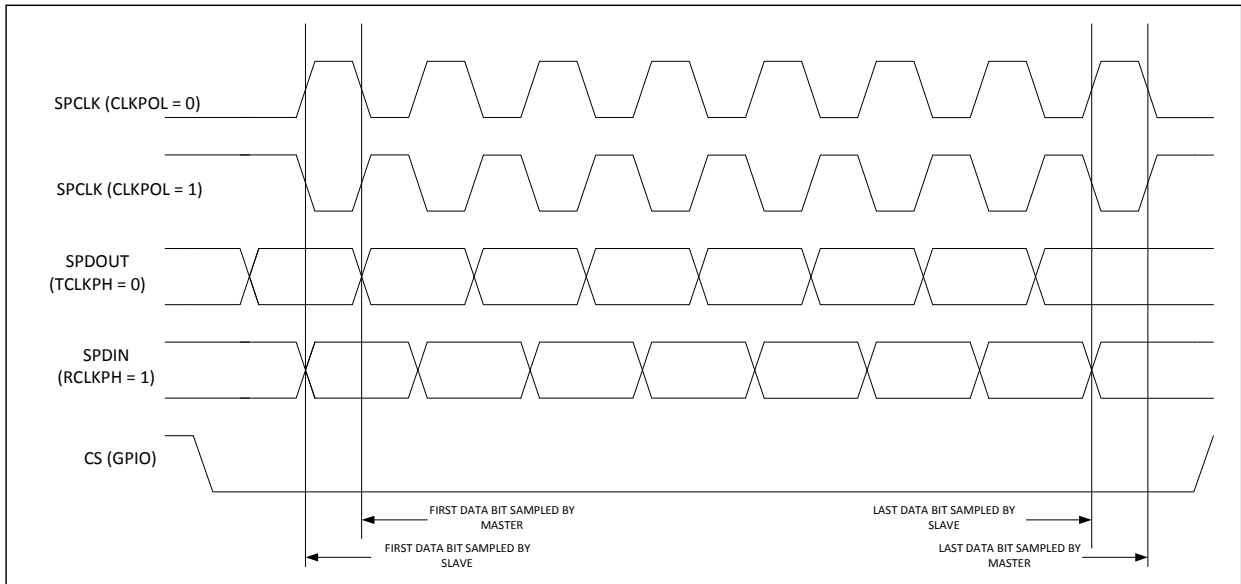 SPCLK (CLKPOL = 0)
SPCLK (CLKPOL = 1)
SPDOUT
(TCLKPH = 0)
SPDIN
(RCLKPH = 1)
CS (GPIO)
FIRST DATA BIT SAMPLED BY
MASTER
LAST DATA BIT SAMPLED BY
SLAVE
FIRST DATA BIT SAMPLED BY
SLAVE
LAST DATA BIT SAMPLED BY
MASTER